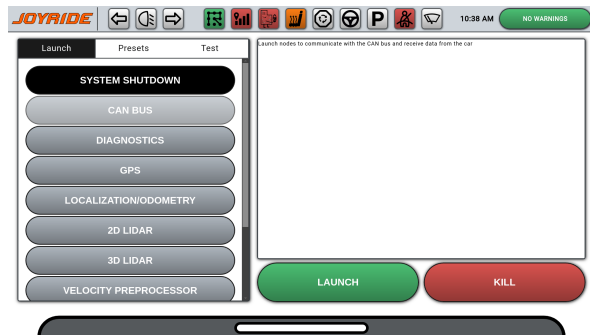 JOYRIDE
P
10:38 AM
NO WARNINGS
Launch Presets Test
SYSTEM SHUTDOWN
CAN BUS
DIAGNOSTICS
GPS
LOCALIZATION/ODOMETRY
2D LIDAR
3D LIDAR
VELOCITY PREPROCESSOR
Launch nodes to communicate with the CAN bus and receive data from the car
LAUNCH
KILL